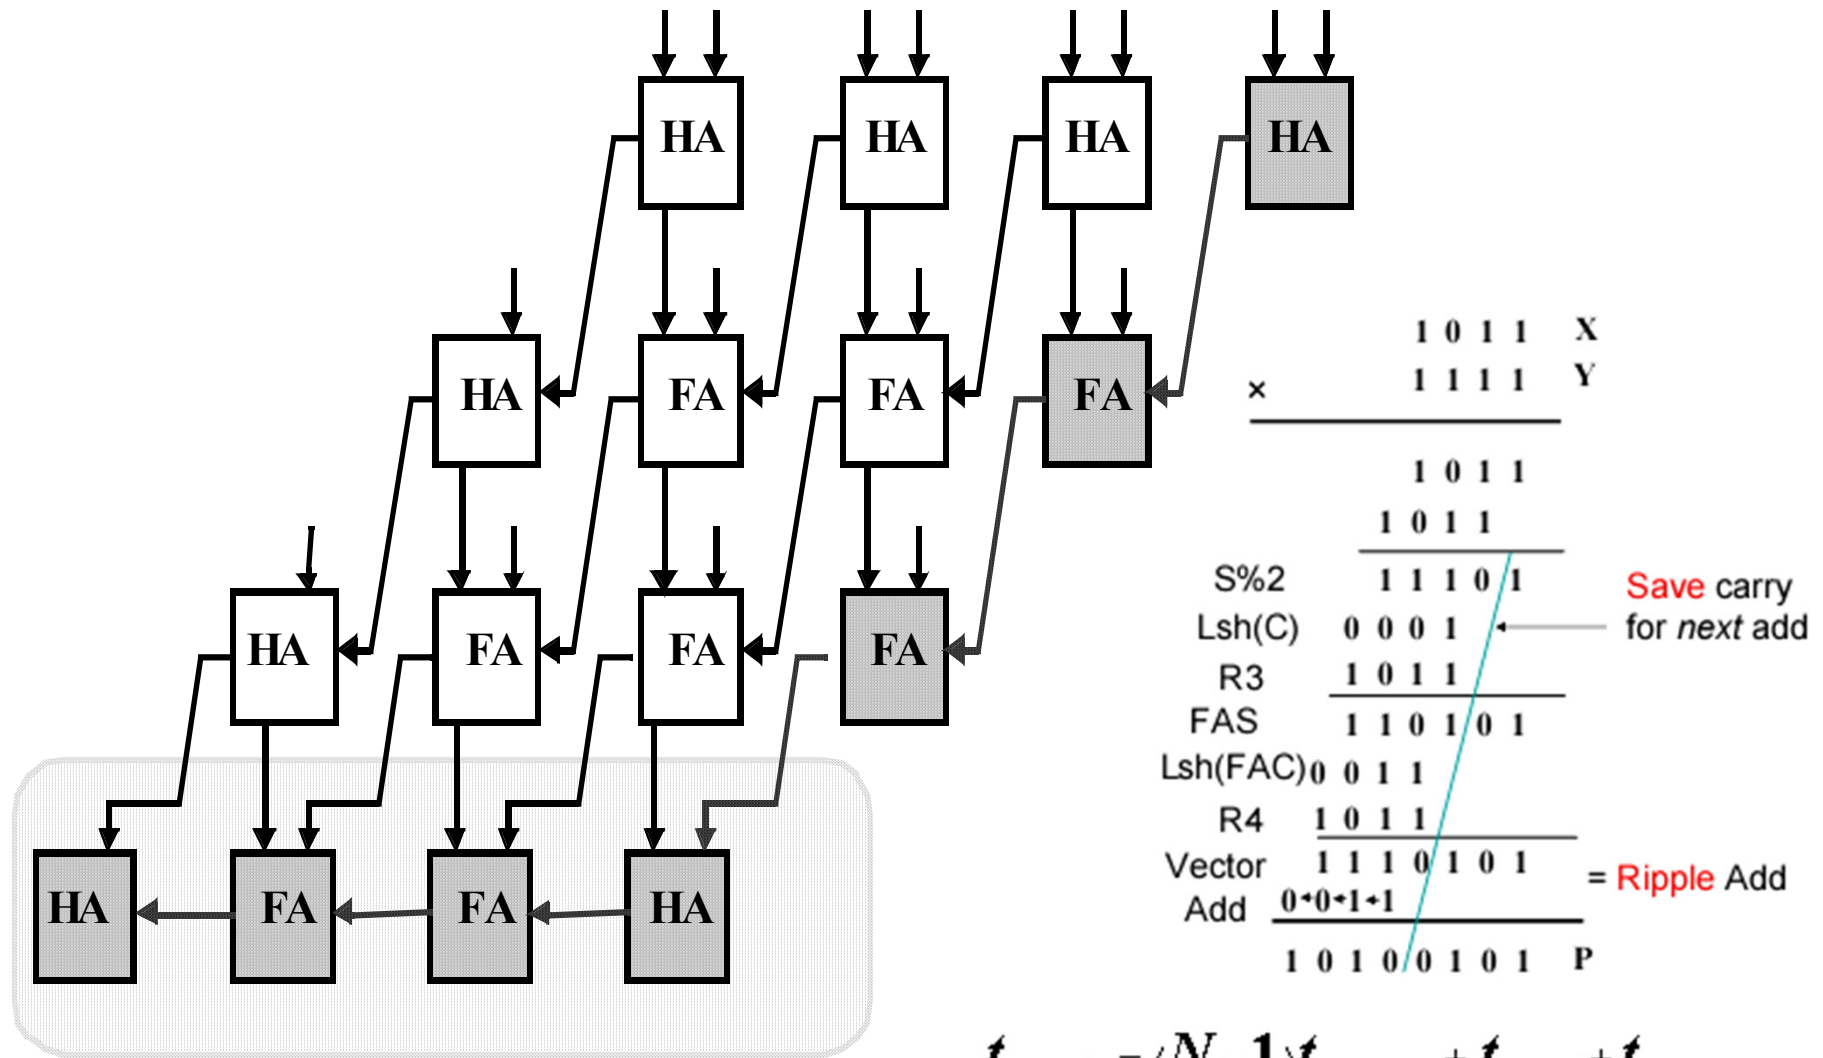 HA HA HA HA
HA FA FA FA
HA FA FA FA
HA FA FA HA
1 0 1 1 X
× 1 1 1 1 Y
1 0 1 1
1 0 1 1
S%2 1 1 1 0 1
Save carry
for next add
Lsh(C) 0 0 0 1
R3 1 0 1 1
FAS 1 1 0 1 0 1
Lsh(FAC) 0 0 1 1
R4 1 0 1 1
Vector 1 1 1 0 1 0 1
= Ripple Add
Add 0 0 1 1
1 0 1 0 0 1 0 1 P